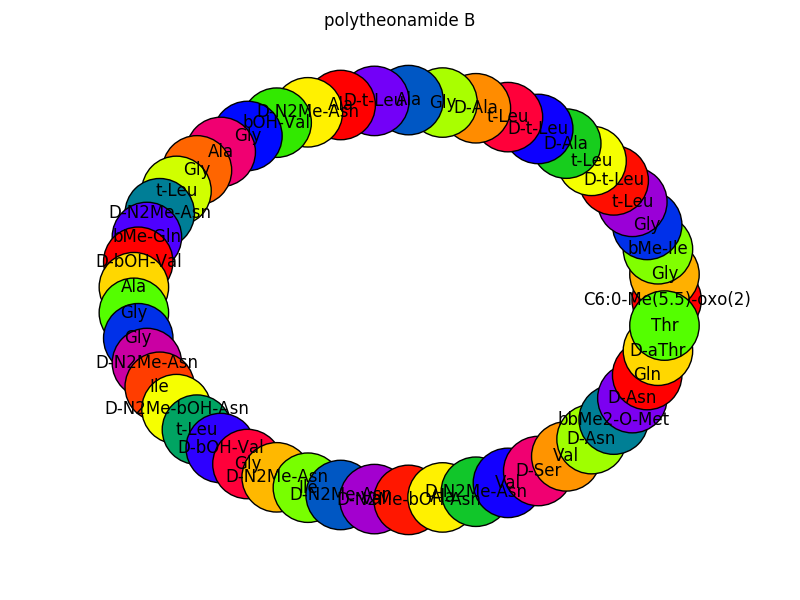 polytheonamide B
C6:0-Me(5.5)-oxo(2)
Gly
bMe-Ile
Gly
t-Leu
D-t-Leu
t-Leu
D-Ala
D-t-Leu
t-Leu
D-Ala
Gly
Ala
D-t-Leu
Ala
D-N2Me-Asn
bOH-Val
Gly
Ala
Gly
t-Leu
D-N2Me-Asn
bMe-Gln
D-bOH-Val
Ala
Gly
Gly
D-N2Me-Asn
Ile
D-N2Me-bOH-Asn
t-Leu
D-bOH-Val
Gly
D-N2Me-Asn
Ile
D-N2Me-Asn
D-N2Me-bOH-Asn
Ala
D-N2Me-Asn
Val
D-Ser
Val
D-Asn
bbMe2-O-Met
D-Asn
Gln
D-aThr
Thr